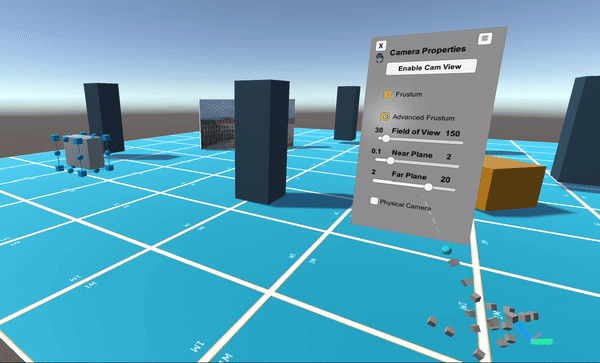 X
Camera Properties
Enable Cam View
Frustum
Advanced Frustum
30 Field of View 150
0.1 Near Plane 2
2 Far Plane 20
Physical Camera
1M